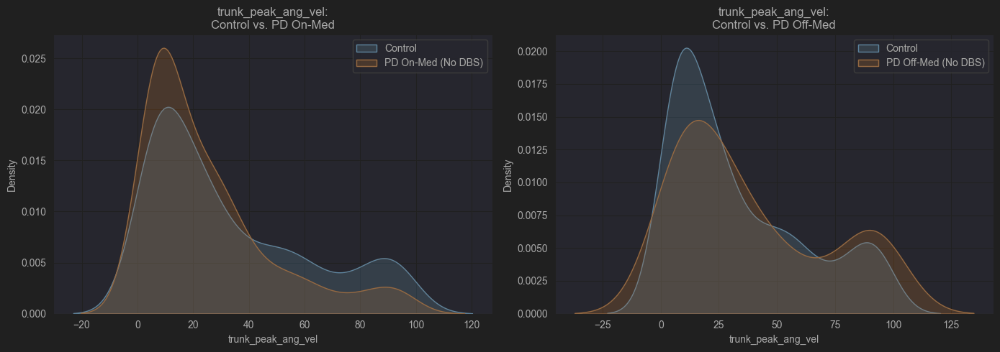 trunk_peak_ang_vel:
Control vs. PD On-Med
Control
PD On-Med (No DBS)
0.025
0.020
0.015
0.010
0.005
0.000
Density
−20
0
20
40
60
80
100
120
trunk_peak_ang_vel
trunk_peak_ang_vel:
Control vs. PD Off-Med
Control
PD Off-Med (No DBS)
0.0200
0.0175
0.0150
0.0125
0.0100
0.0075
0.0050
0.0025
0.0000
Density
−25
0
25
50
75
100
125
trunk_peak_ang_vel